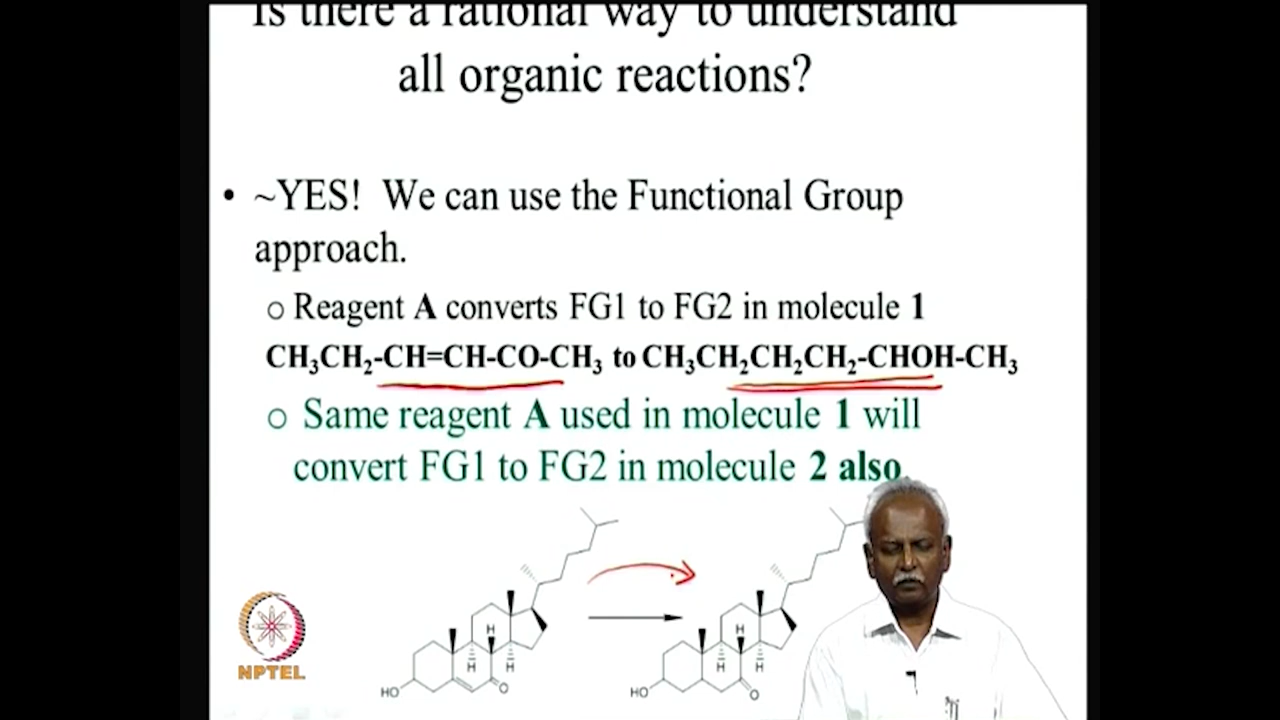 Is there a rational way to understand
all organic reactions?
• ~YES! We can use the Functional Group
approach.
o Reagent A converts FG1 to FG2 in molecule 1
CH₃CH₂-CH=CH-CO-CH₃ to CH₃CH₂CH₂CH₂-CHOH-CH₃
o Same reagent A used in molecule 1 will
convert FG1 to FG2 in molecule 2 also.
H H
H H H H
HO O HO O
NPTEL